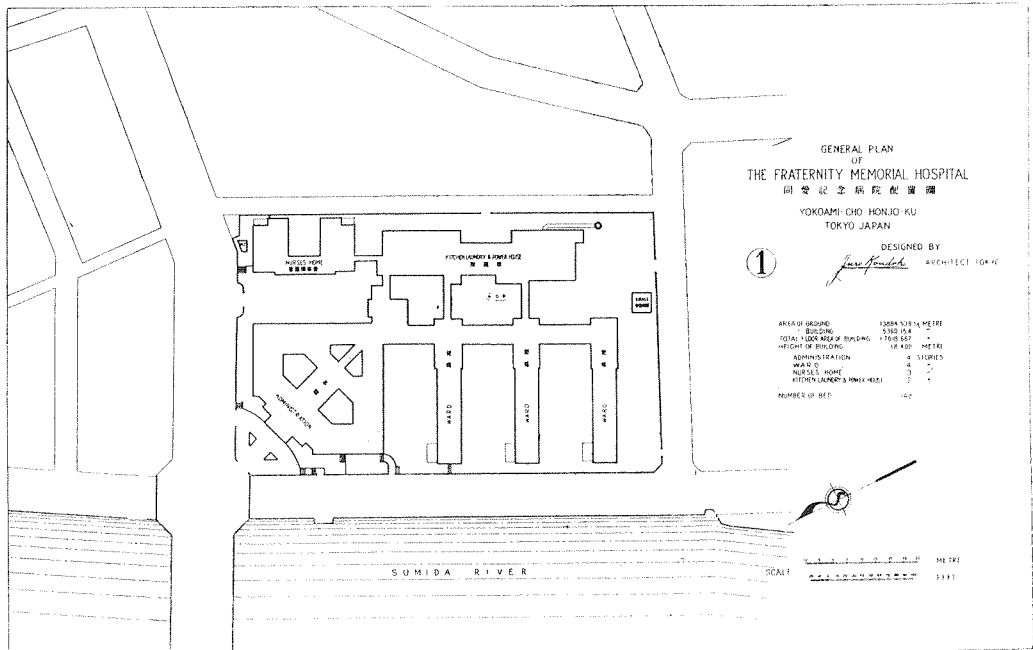 GENERAL PLAN
OF
THE FRATERNITY MEMORIAL HOSPITAL
同愛記念病院配置圖
YOKOAMI-CHO HONJO-KU
TOKYO JAPAN
DESIGNED BY
ARCHITECT TOKYO
1
AREA OF GROUND METRE
BUILDING
TOTAL FLOOR AREA OF BUILDING
HEIGHT OF BUILDING METRE
ADMINISTRATION 4 STORIES
WARD 4 "
NURSES HOME 3 "
KITCHEN LAUNDRY & POWER HOUSE 2 "
NUMBER OF BED
NURSES HOME
KITCHEN LAUNDRY & POWER HOUSE
ADMINISTRATION
WARD
WARD
WARD
SUMIDA RIVER
SCALE
METRE
FEET